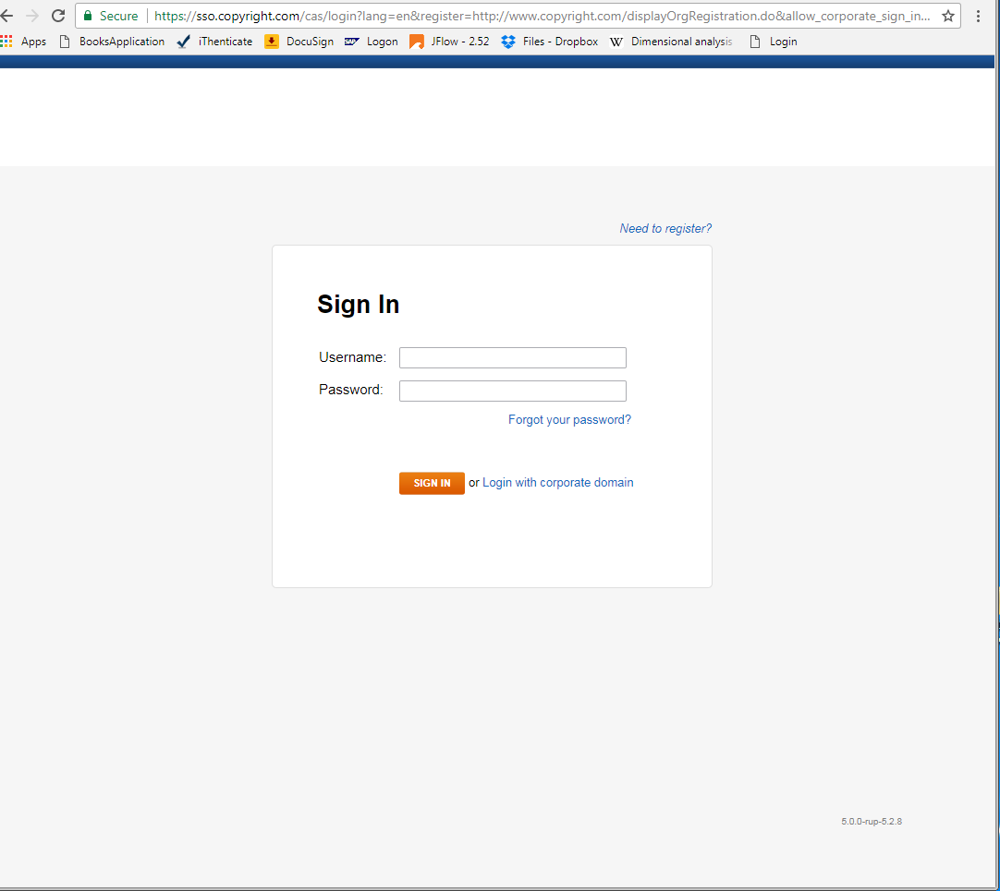 Secure https://sso.copyright.com/cas/login?lang=en&register=http://www.copyright.com/displayOrgRegistration.do&allow_corporate_sign_in...
Apps BooksApplication iThenticate DocuSign SAP Logon JFlow - 2.52 Files - Dropbox W Dimensional analysis Login
Need to register?
Sign In
Username:
Password:
Forgot your password?
SIGN IN or Login with corporate domain
5.0.0-rup-5.2.8